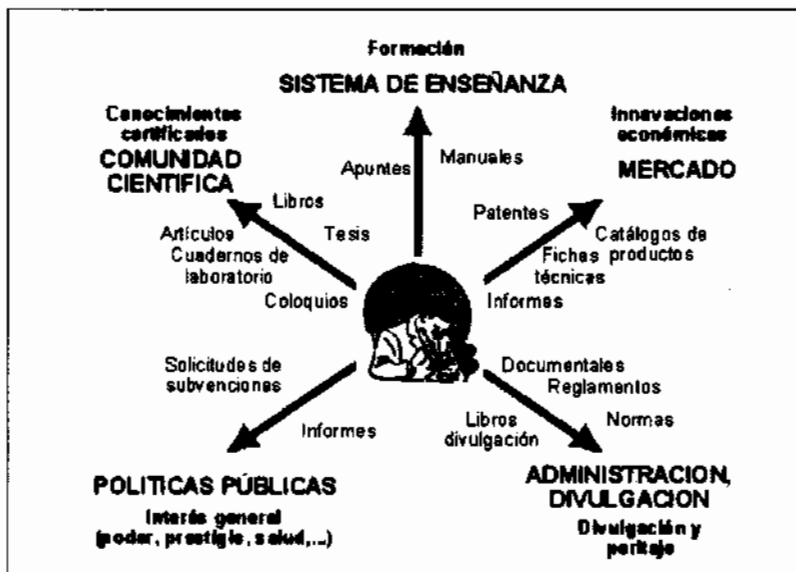 Formación
SISTEMA DE ENSEÑANZA
Conocimientos
certificados
COMUNIDAD
CIENTIFICA
Innovaciones
económicas
MERCADO
Apuntes
Manuales
Libros
Tesis
Artículos
Cuadernos de
laboratorio
Coloquios
Patentes
Catálogos de
productos
Fichas
técnicas
Informes
Solicitudes de
subvenciones
Informes
Documentales
Reglamentos
Libros
divulgación
Normas
POLITICAS PÚBLICAS
Interés general
(poder, prestigio, salud,...)
ADMINISTRACION,
DIVULGACION
Divulgación y
peritaje